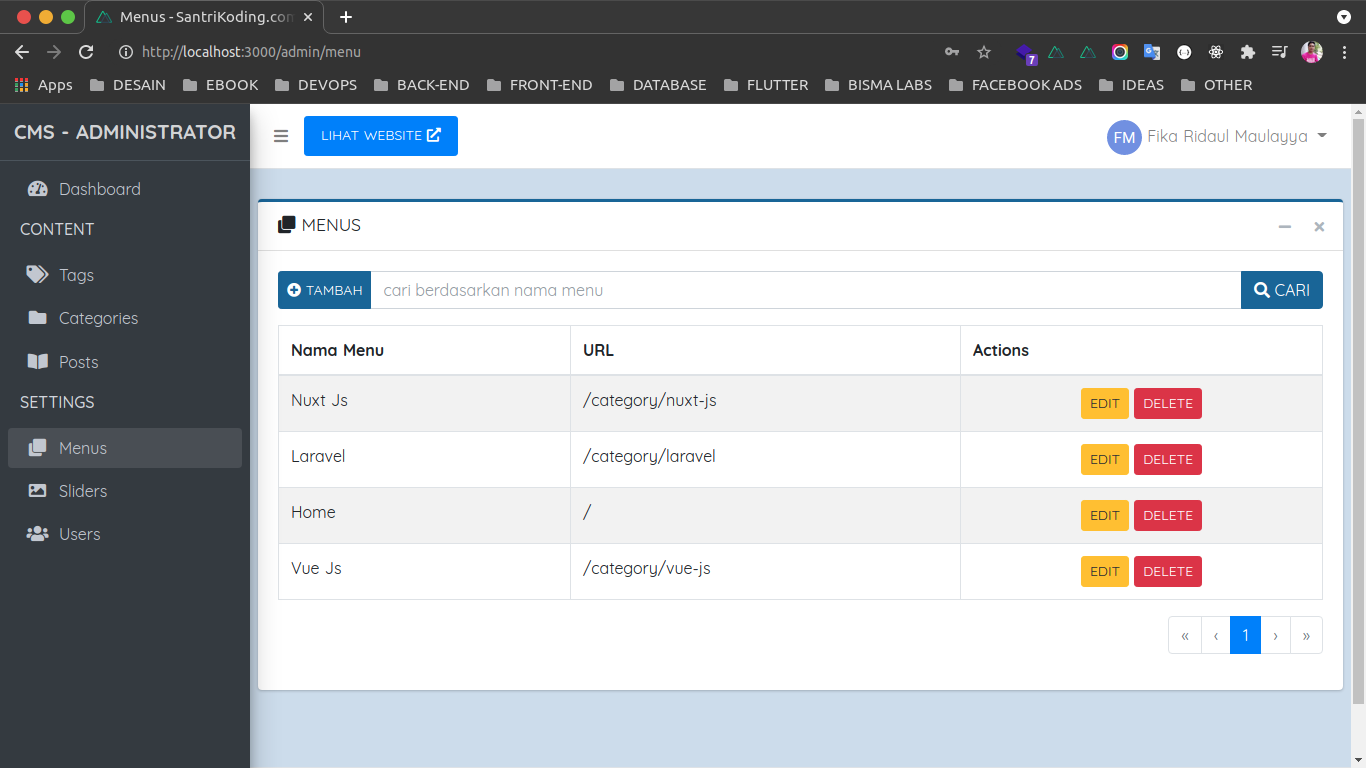 Menus - SantriKoding.com
http://localhost:3000/admin/menu
7
Apps DESAIN EBOOK DEVOPS BACK-END FRONT-END DATABASE FLUTTER BISMA LABS FACEBOOK ADS IDEAS OTHER
CMS - ADMINISTRATOR
LIHAT WEBSITE
FM Fika Ridaul Maulayya
Dashboard
CONTENT
Tags
Categories
Posts
SETTINGS
Menus
Sliders
Users
MENUS
TAMBAH cari berdasarkan nama menu CARI
Nama Menu URL Actions
Nuxt Js /category/nuxt-js EDIT DELETE
Laravel /category/laravel EDIT DELETE
Home / EDIT DELETE
Vue Js /category/vue-js EDIT DELETE
« ‹ 1 › »